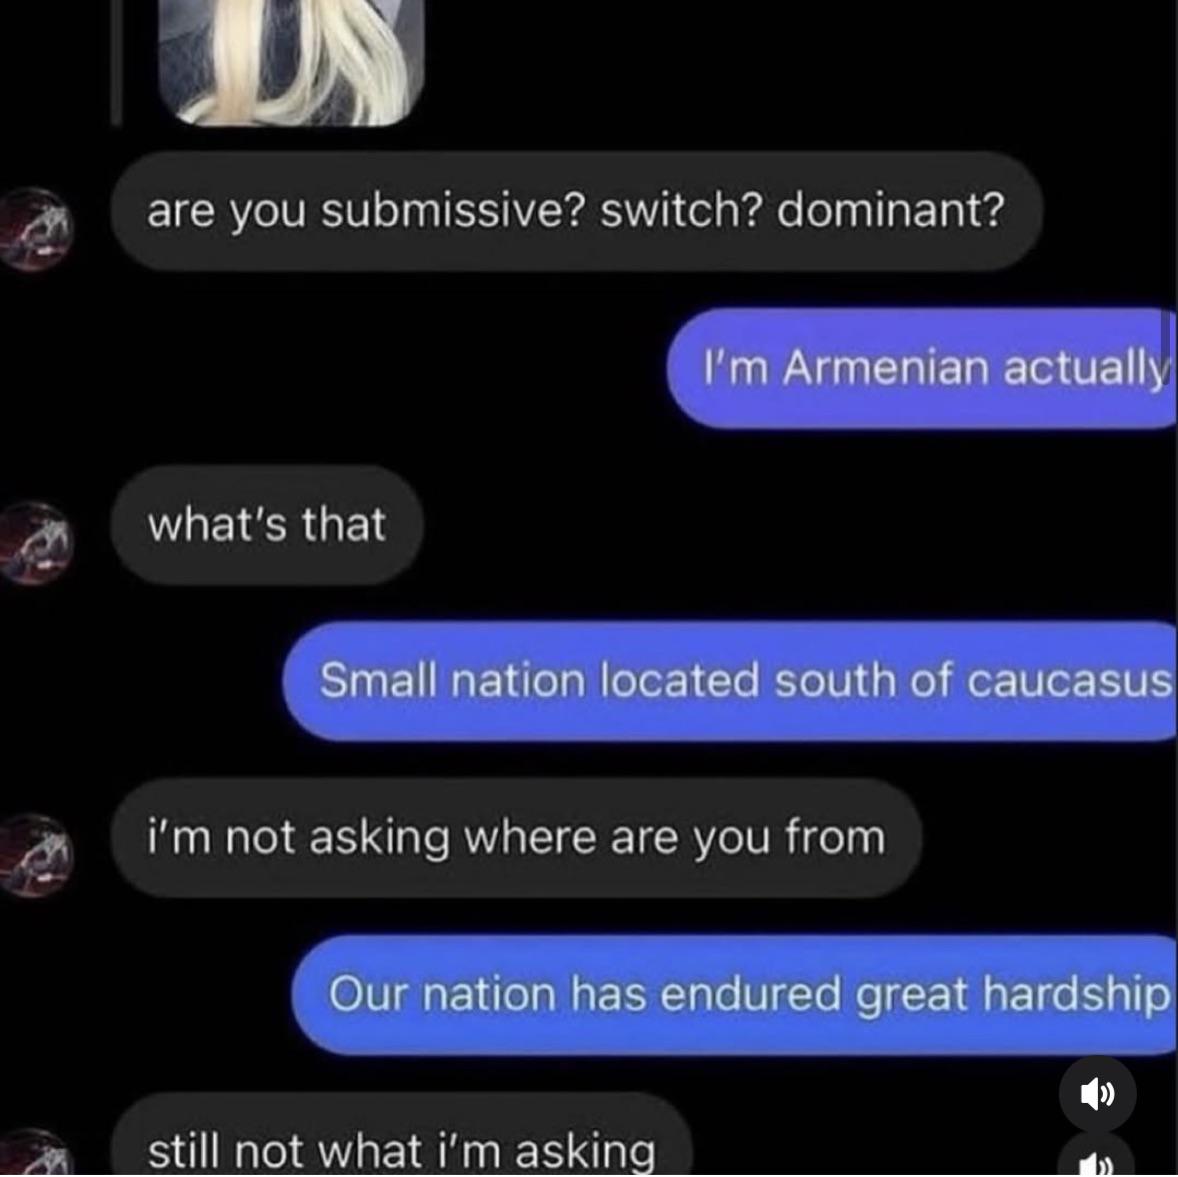 are you submissive? switch? dominant?
I'm Armenian actually
what's that
Small nation located south of caucasus
i'm not asking where are you from
Our nation has endured great hardship
still not what i'm asking